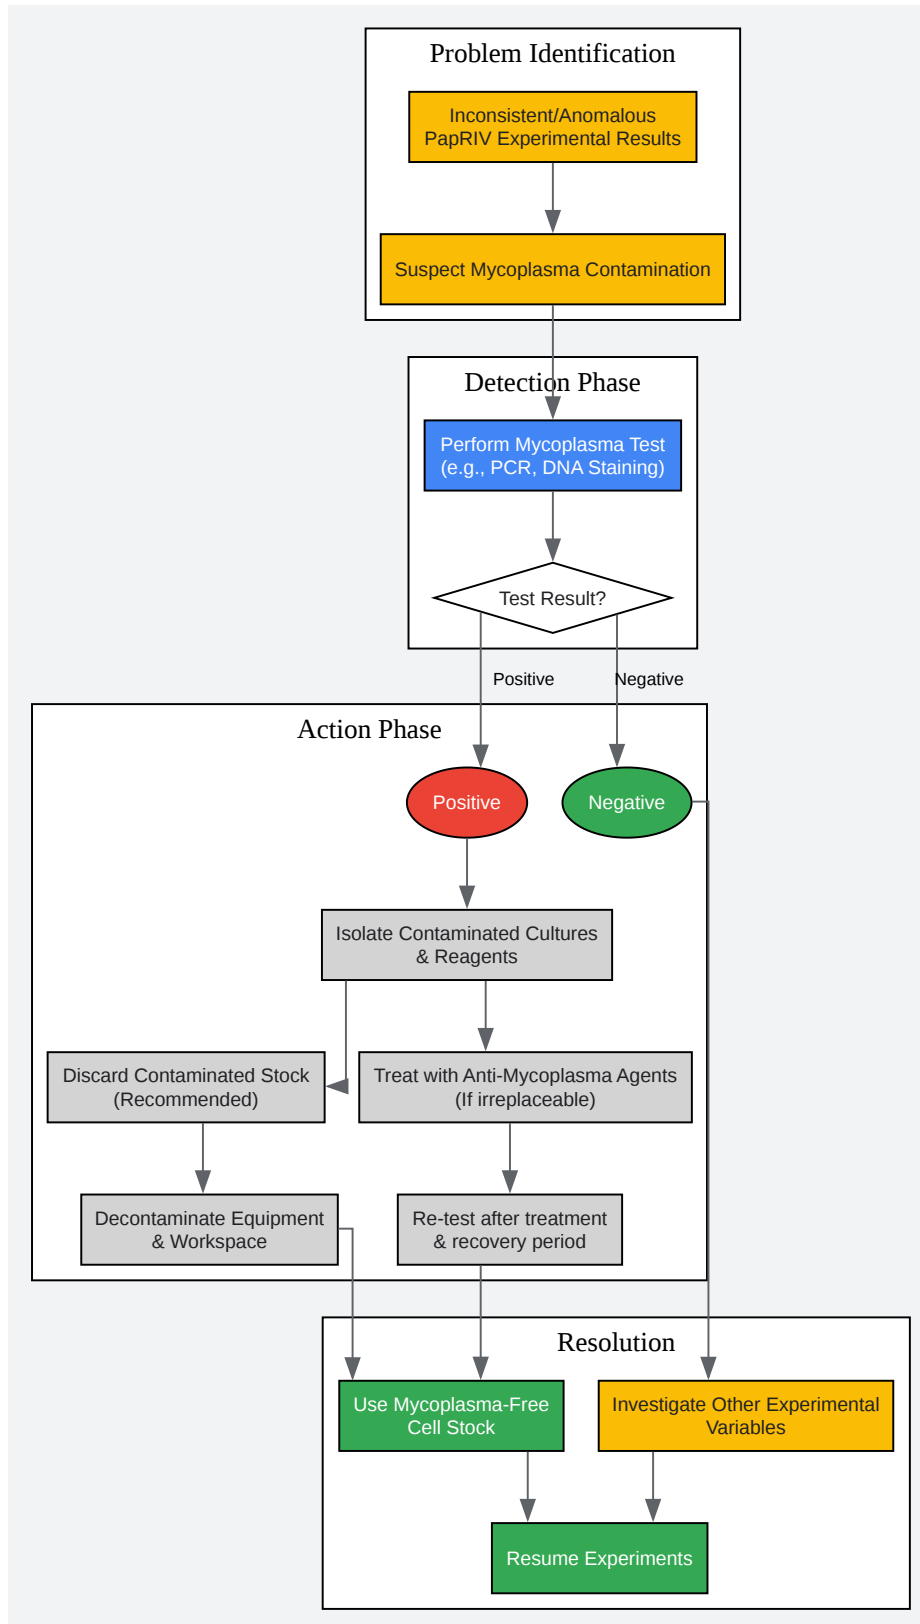 Problem Identification
Inconsistent/Anomalous
PapRIV Experimental Results
Suspect Mycoplasma Contamination
Detection Phase
Perform Mycoplasma Test
(e.g., PCR, DNA Staining)
Test Result?
Positive
Negative
Action Phase
Positive
Negative
Isolate Contaminated Cultures
& Reagents
Discard Contaminated Stock
(Recommended)
Treat with Anti-Mycoplasma Agents
(If irreplaceable)
Decontaminate Equipment
& Workspace
Re-test after treatment
& recovery period
Resolution
Use Mycoplasma-Free
Cell Stock
Investigate Other Experimental
Variables
Resume Experiments